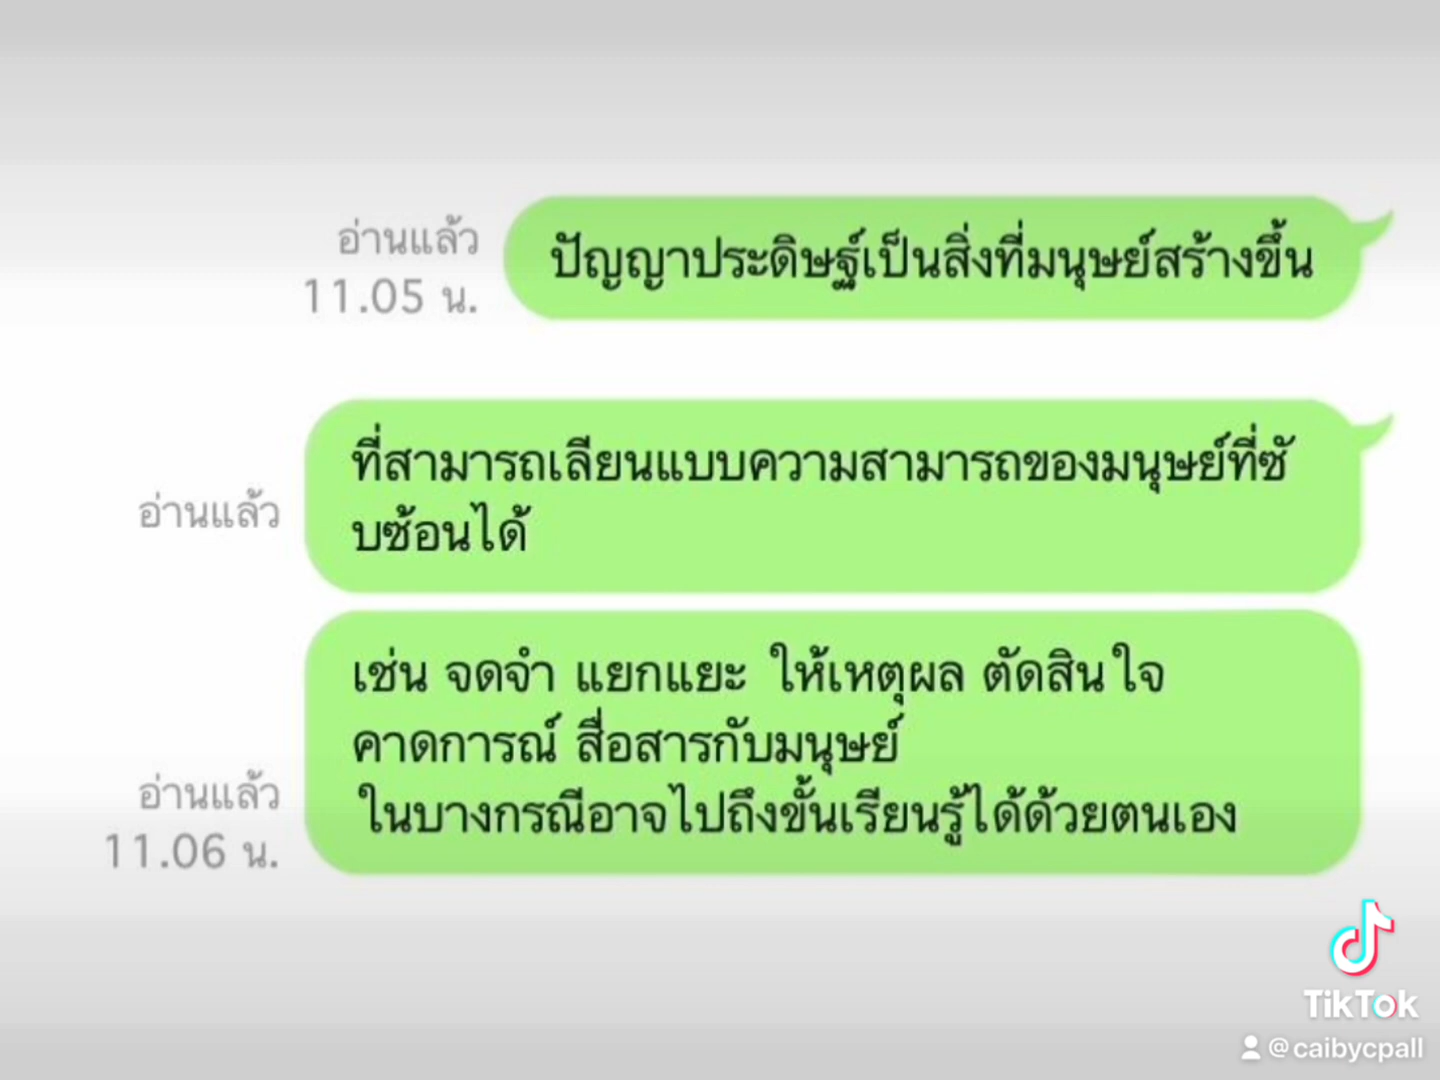 อ่านแล้ว
11.05 น.
ปัญญาประดิษฐ์เป็นสิ่งที่มนุษย์สร้างขึ้น
อ่านแล้ว
ที่สามารถเลียนแบบความสามารถของมนุษย์ที่ซั
บซ้อนได้
เช่น จดจำ แยกแยะ ให้เหตุผล ตัดสินใจ
คาดการณ์ สื่อสารกับมนุษย์
ในบางกรณีอาจไปถึงขั้นเรียนรู้ได้ด้วยตนเอง
อ่านแล้ว
11.06 น.
TikTok
@caibycpall